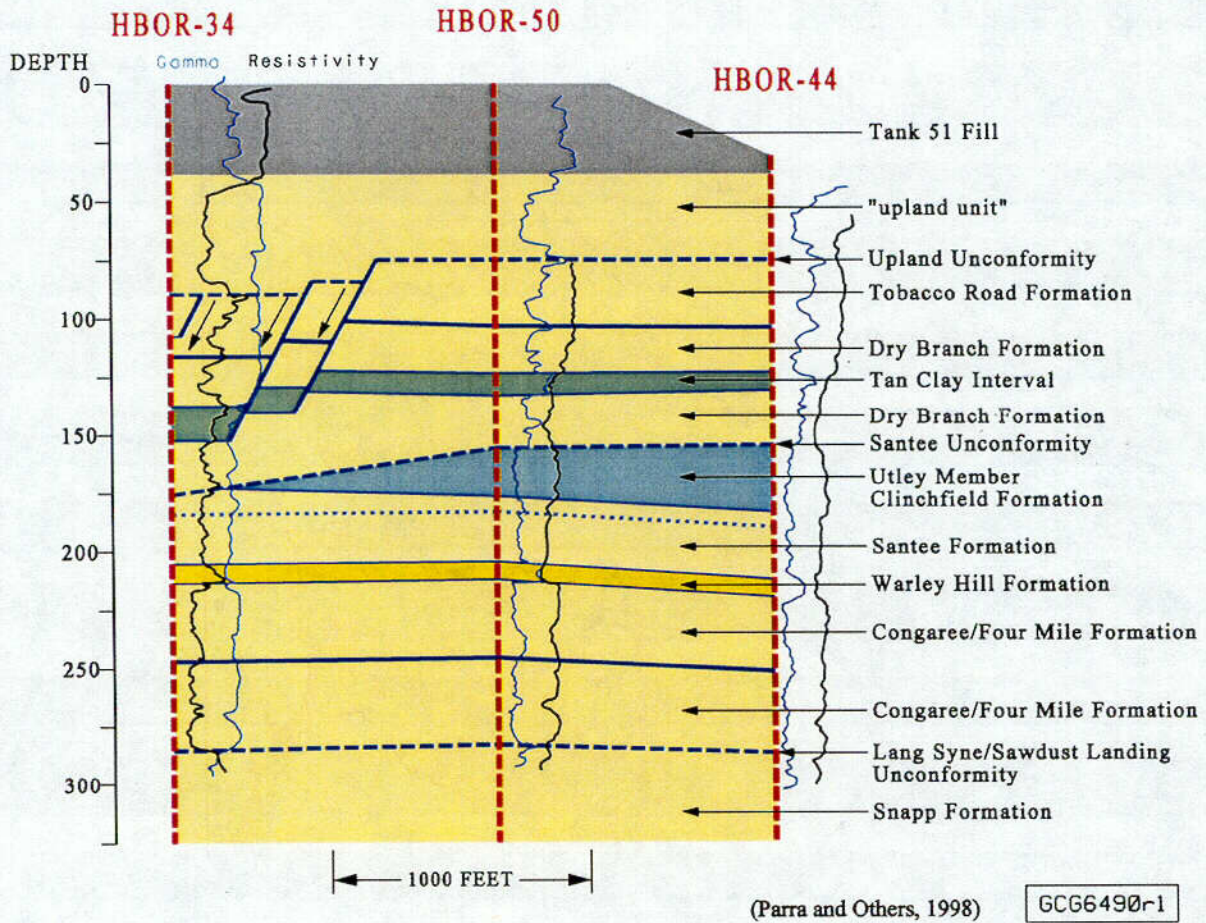 HBOR-34
HBOR-50
HBOR-44
DEPTH
Gamma Resistivity
0
50
100
150
200
250
300
Tank 51 Fill
"upland unit"
Upland Unconformity
Tobacco Road Formation
Dry Branch Formation
Tan Clay Interval
Dry Branch Formation
Santee Unconformity
Utley Member
Clinchfield Formation
Santee Formation
Warley Hill Formation
Congaree/Four Mile Formation
Congaree/Four Mile Formation
Lang Syne/Sawdust Landing
Unconformity
Snapp Formation
1000 FEET
(Parra and Others, 1998)
GCG6490r1